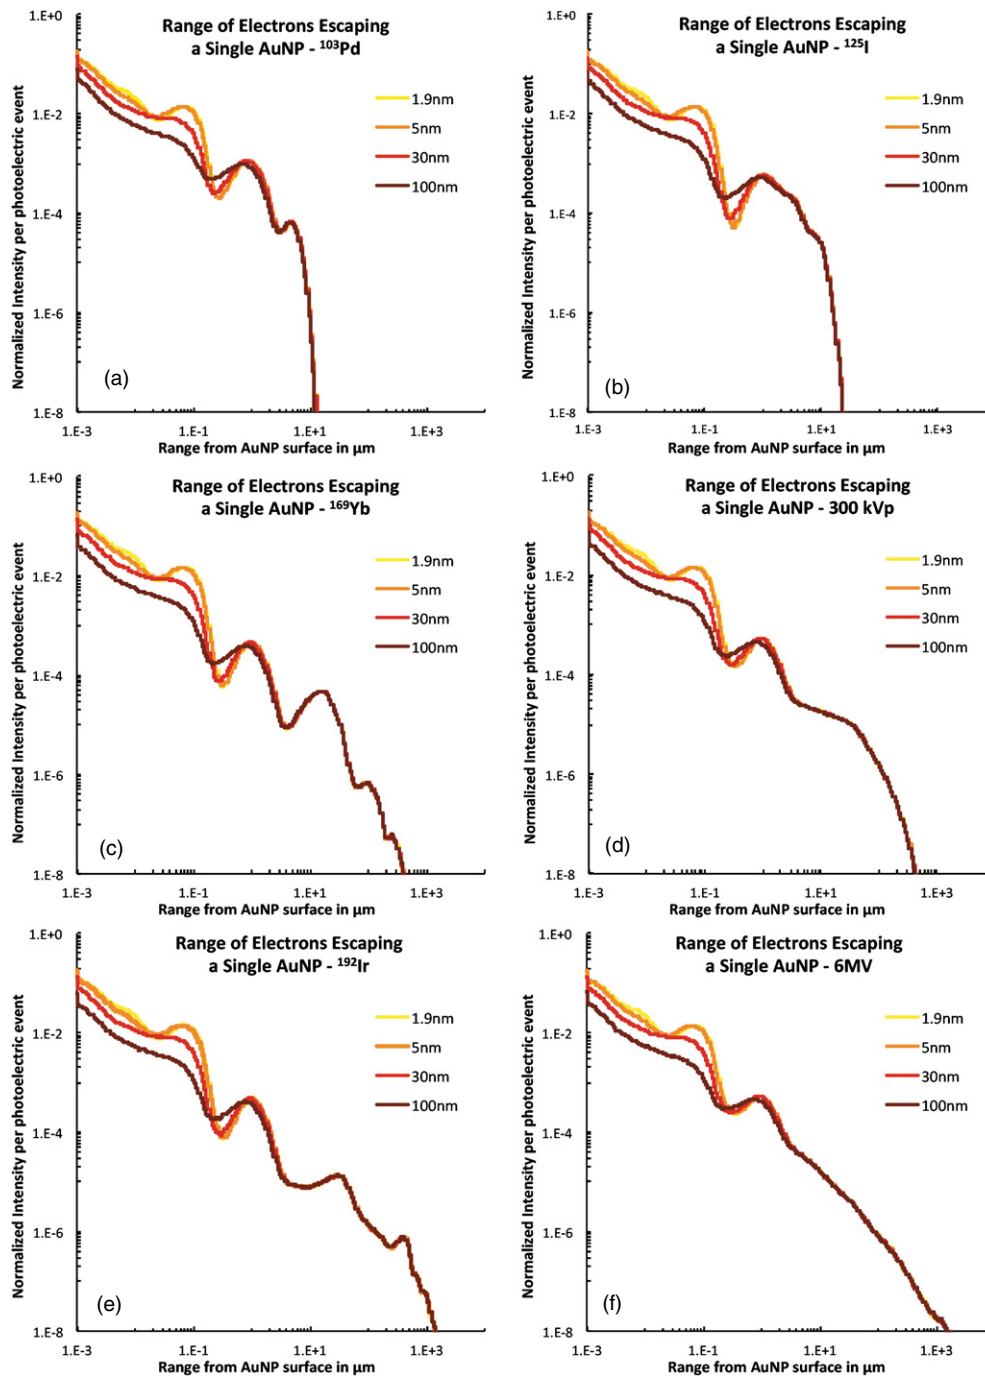 Range of Electrons Escaping
a Single AuNP - ¹⁰³Pd
Normalized Intensity per photoelectric event
1.E+0
1.E-2
1.E-4
1.E-6
1.E-8
1.9nm
5nm
30nm
100nm
(a)
1.E-3
1.E-1
1.E+1
1.E+3
Range from AuNP surface in µm
Range of Electrons Escaping
a Single AuNP - ¹²⁵I
Normalized Intensity per photoelectric event
1.E+0
1.E-2
1.E-4
1.E-6
1.E-8
1.9nm
5nm
30nm
100nm
(b)
1.E-3
1.E-1
1.E+1
1.E+3
Range from AuNP surface in µm
Range of Electrons Escaping
a Single AuNP - ¹⁶⁹Yb
Normalized Intensity per photoelectric event
1.E+0
1.E-2
1.E-4
1.E-6
1.E-8
1.9nm
5nm
30nm
100nm
(c)
1.E-3
1.E-1
1.E+1
1.E+3
Range from AuNP surface in µm
Range of Electrons Escaping
a Single AuNP - 300 kVp
Normalized Intensity per photoelectric event
1.E+0
1.E-2
1.E-4
1.E-6
1.E-8
1.9nm
5nm
30nm
100nm
(d)
1.E-3
1.E-1
1.E+1
1.E+3
Range from AuNP surface in µm
Range of Electrons Escaping
a Single AuNP - ¹⁹²Ir
Normalized Intensity per photoelectric event
1.E+0
1.E-2
1.E-4
1.E-6
1.E-8
1.9nm
5nm
30nm
100nm
(e)
1.E-3
1.E-1
1.E+1
1.E+3
Range from AuNP surface in µm
Range of Electrons Escaping
a Single AuNP - 6MV
Normalized Intensity per photoelectric event
1.E+0
1.E-2
1.E-4
1.E-6
1.E-8
1.9nm
5nm
30nm
100nm
(f)
1.E-3
1.E-1
1.E+1
1.E+3
Range from AuNP surface in µm